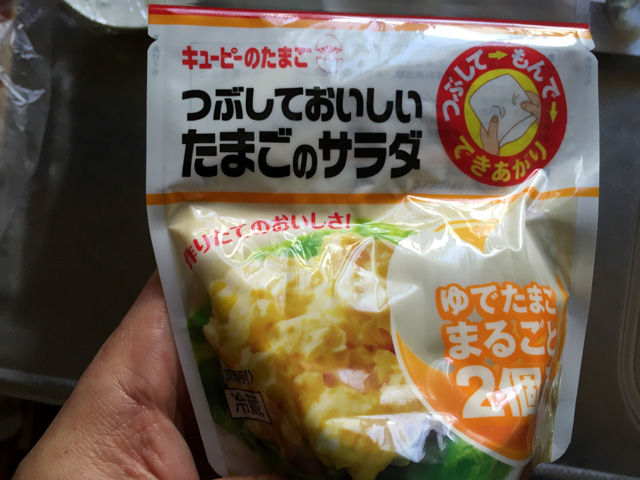 キユーピーのたまご
つぶしておいしい
たまごのサラダ
つぶして→もんで→
できあがり
作りたてのおいしさ!
ゆでたまご
まるごと
2個
冷蔵